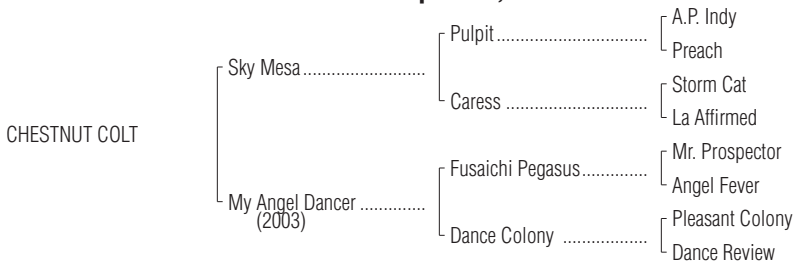 A.P. Indy
Pulpit
Preach
Sky Mesa
Storm Cat
Caress
La Affirmed
CHESTNUT COLT
Mr. Prospector
Fusaichi Pegasus
Angel Fever
My Angel Dancer
(2003)
Pleasant Colony
Dance Colony
Dance Review